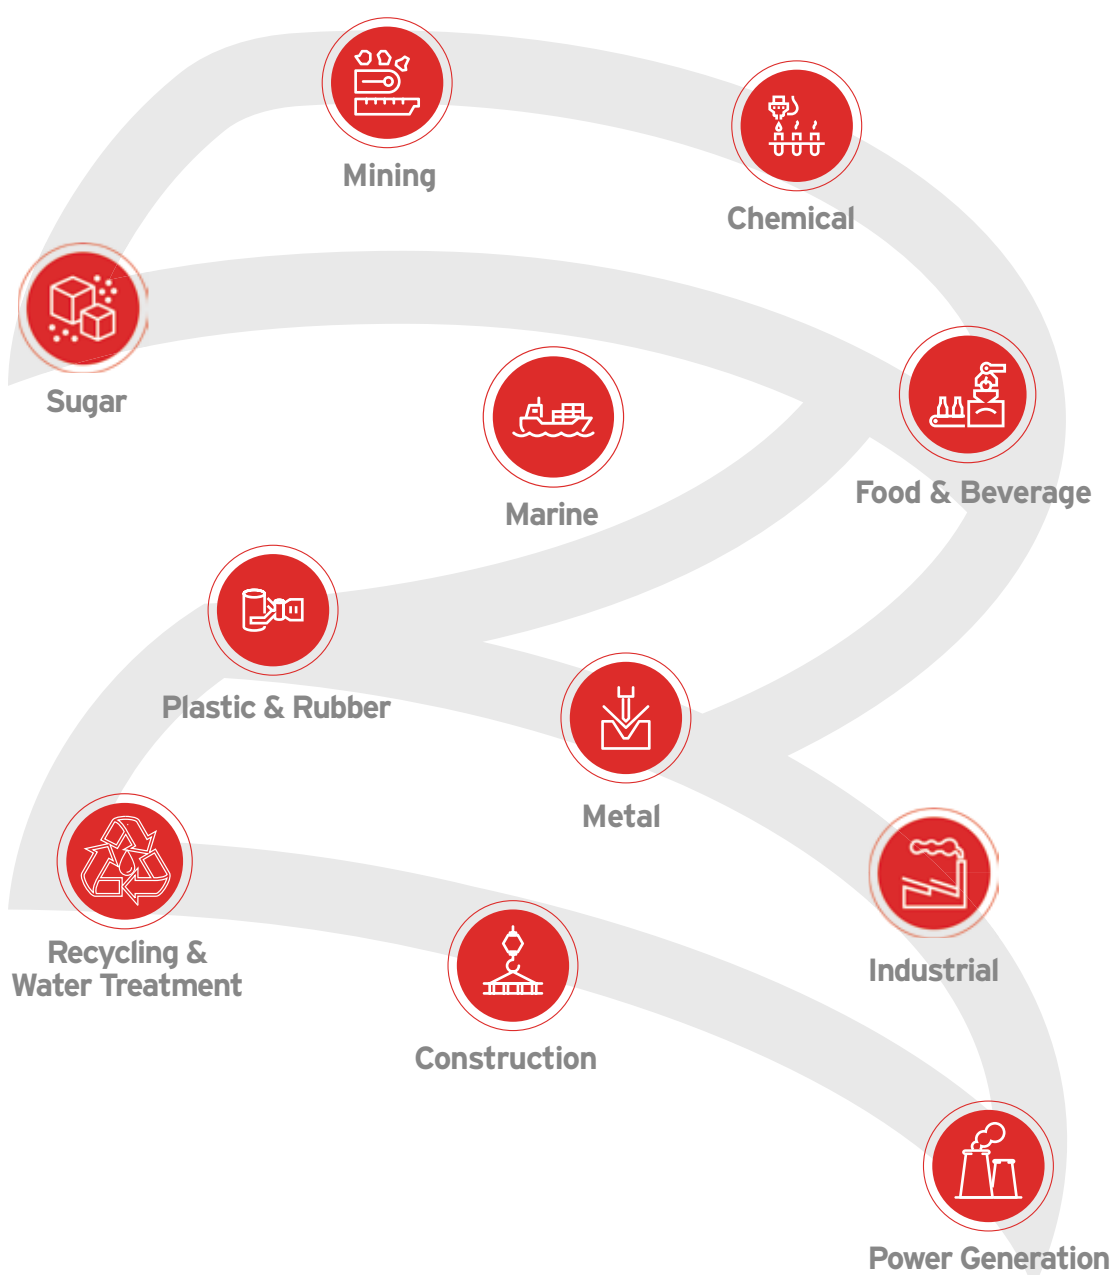 Mining
Chemical
Sugar
Food & Beverage
Marine
Plastic & Rubber
Metal
Recycling &
Water Treatment
Industrial
Construction
Power Generation